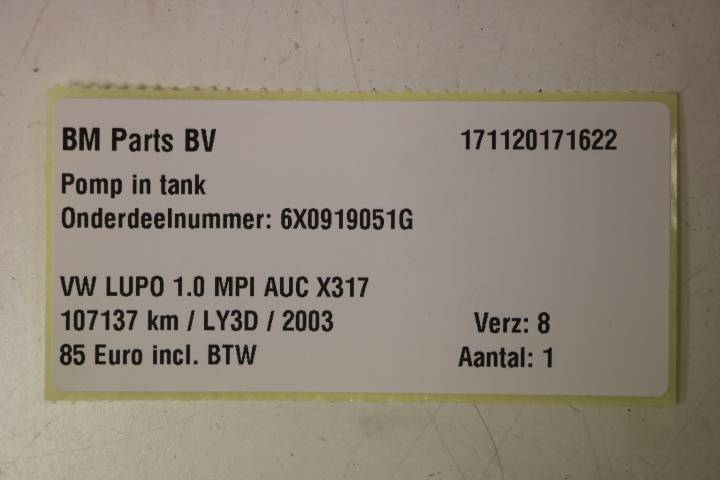 BM Parts BV 171120171622
Pomp in tank
Onderdeelnummer: 6X0919051G
VW LUPO 1.0 MPI AUC X317
107137 km / LY3D / 2003 Verz: 8
85 Euro incl. BTW Aantal: 1